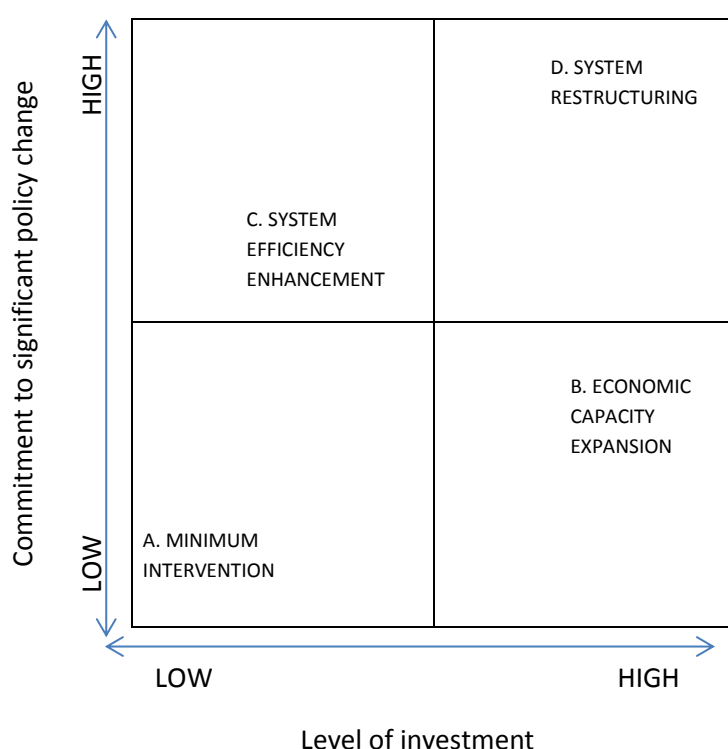 HIGH
Commitment to significant policy change
LOW
D. SYSTEM
RESTRUCTURING
C. SYSTEM
EFFICIENCY
ENHANCEMENT
B. ECONOMIC
CAPACITY
EXPANSION
A. MINIMUM
INTERVENTION
LOW
HIGH
Level of investment